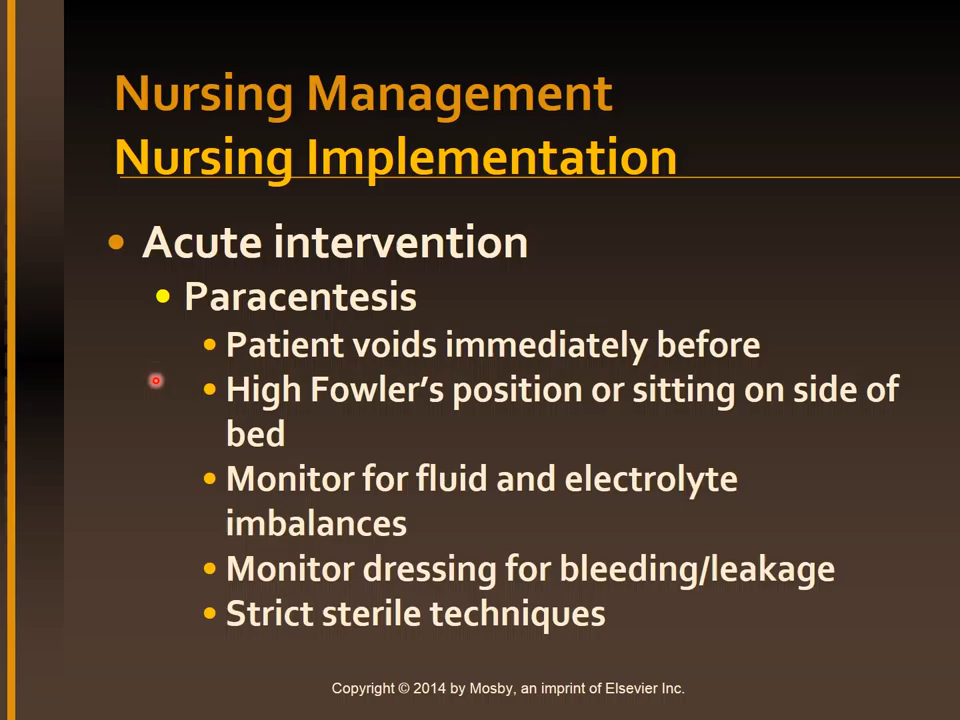 Nursing Management
Nursing Implementation
• Acute intervention
• Paracentesis
• Patient voids immediately before
• High Fowler’s position or sitting on side of
bed
• Monitor for fluid and electrolyte
imbalances
• Monitor dressing for bleeding/leakage
• Strict sterile techniques
Copyright © 2014 by Mosby, an imprint of Elsevier Inc.